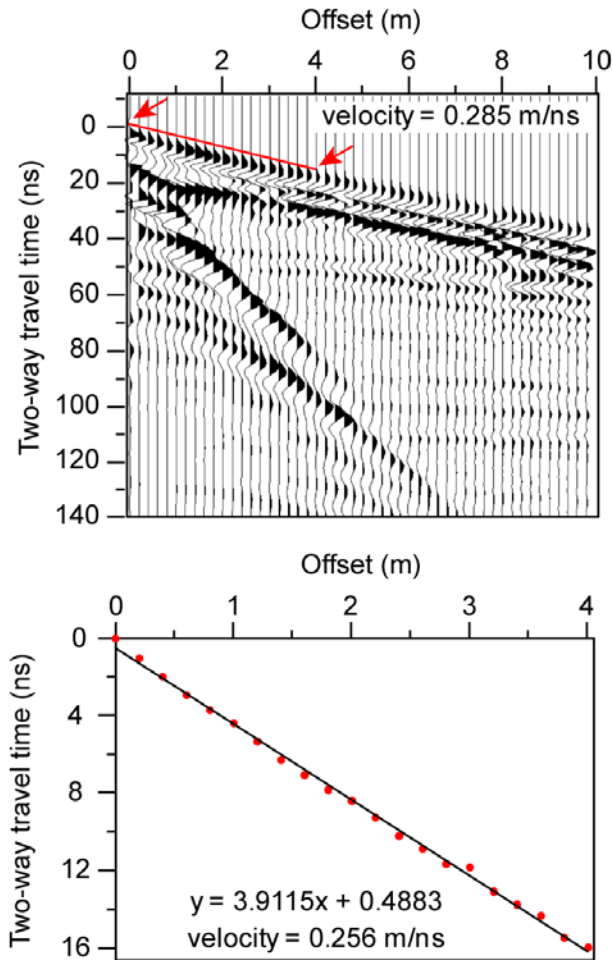 Offset (m)
0 2 4 6 8 10
velocity = 0.285 m/ns
Two-way travel time (ns)
0
20
40
60
80
100
120
140
Offset (m)
0 1 2 3 4
Two-way travel time (ns)
0
4
8
12
16
y = 3.9115x + 0.4883
velocity = 0.256 m/ns